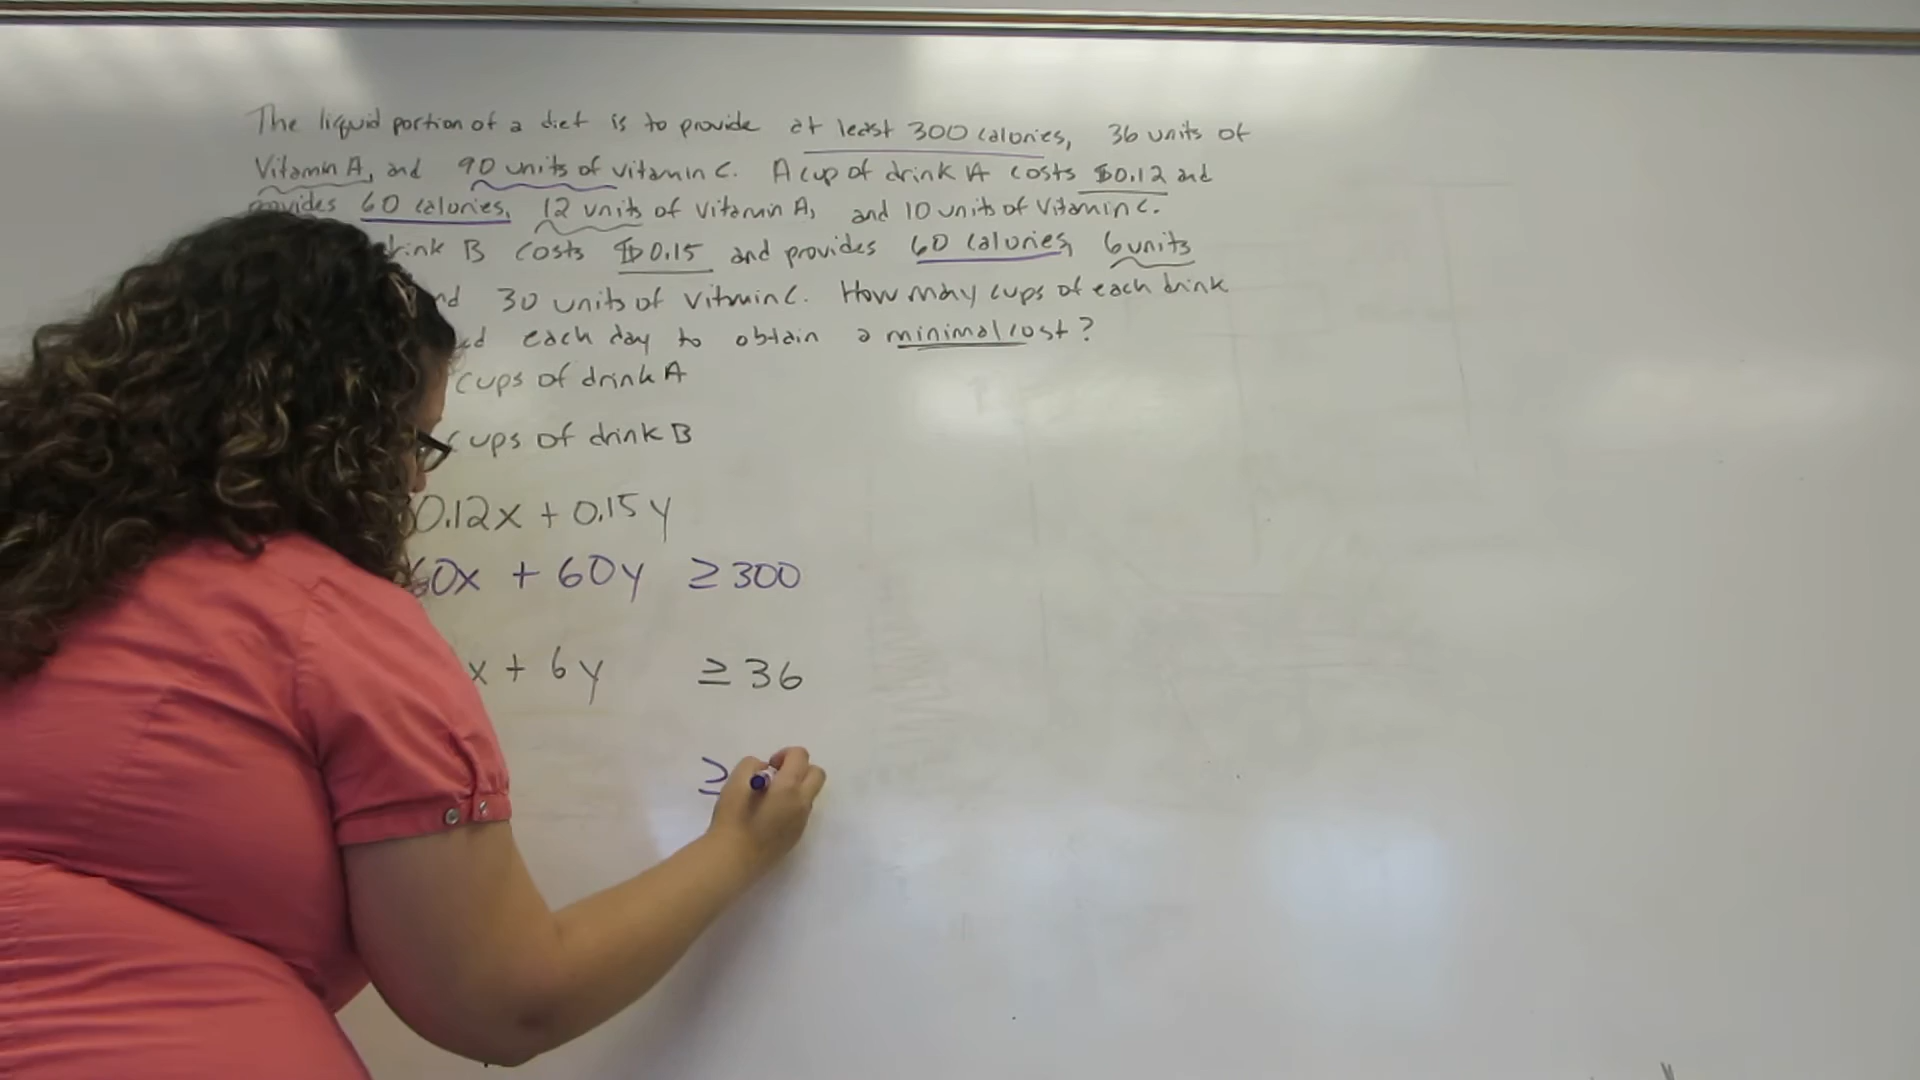 The liquid portion of a diet is to provide at least 300 calories, 36 units of
Vitamin A, and 90 units of vitamin C. A cup of drink A costs $0.12 and
provides 60 calories, 12 units of Vitamin A, and 10 units of Vitamin C.
drink B costs $0.15 and provides 60 calories, 6 units
30 units of Vitmin C. How may cups of each drink
each day to obtain a minimal cost?
cups of drink A
cups of drink B
0.12x + 0.15y
60x + 60y ≥ 300
x + 6y ≥ 36
≥